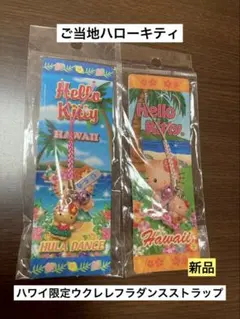 ご当地ハローキティ
Hello Kitty
HAWAII
HULA DANCE
Hello Kitty
Hawaii
新品
ハワイ限定ウクレレフラダンスストラップ